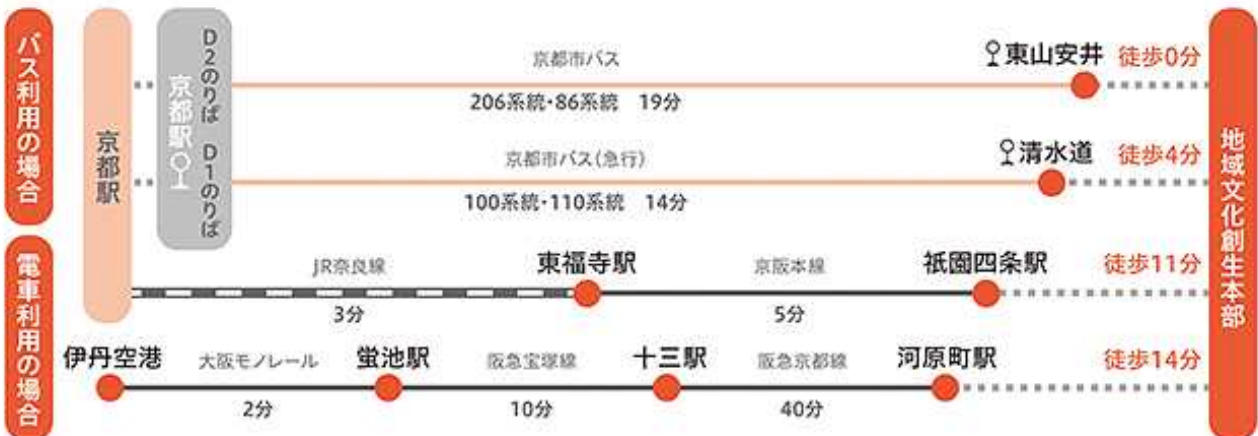 バス利用の場合
京都駅
京都駅
D2のりば
D1のりば
京都市バス
206系統・86系統　19分
東山安井
徒歩0分
京都市バス(急行)
100系統・110系統　14分
清水道
徒歩4分
地域文化創生本部
電車利用の場合
JR奈良線
3分
東福寺駅
京阪本線
5分
祇園四条駅
徒歩11分
伊丹空港
大阪モノレール
2分
蛍池駅
阪急宝塚線
10分
十三駅
阪急京都線
40分
河原町駅
徒歩14分